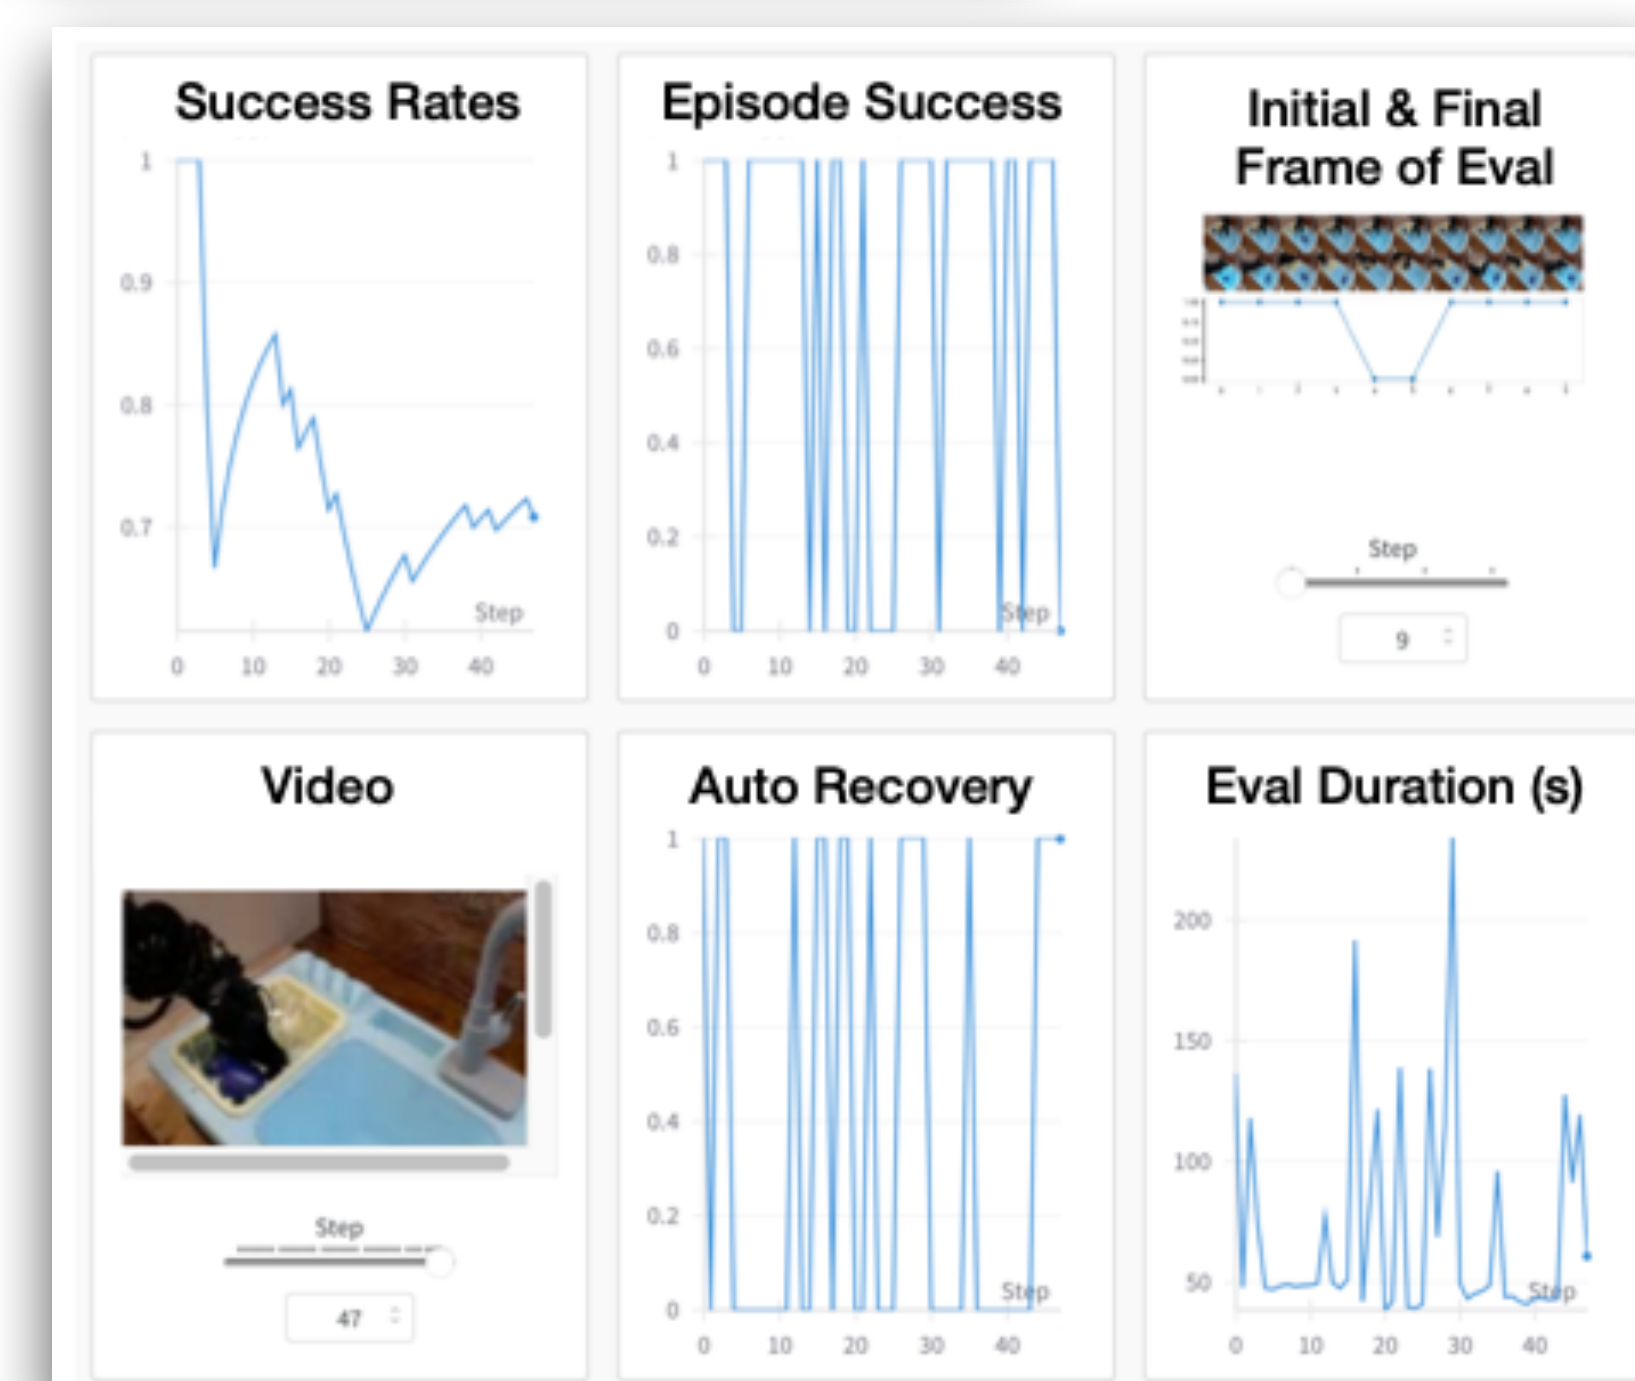 Success Rates
1
0.9
0.8
0.7
Step
0 10 20 30 40
Episode Success
1
0.8
0.6
0.4
0.2
0
Step
0 10 20 30 40
Initial & Final
Frame of Eval
Step
9
Video
Step
47
Auto Recovery
1
0.8
0.6
0.4
0.2
0
Step
0 10 20 30 40
Eval Duration (s)
200
150
100
50
Step
0 10 20 30 40